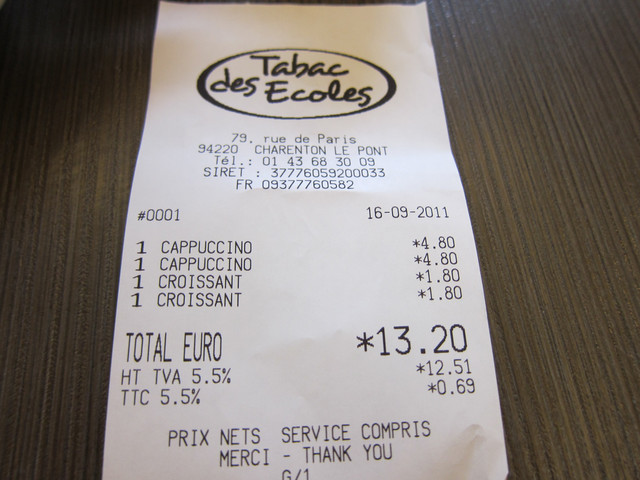 Tabac
des Ecoles
79, rue de Paris
94220 CHARENTON LE PONT
Tél.: 01 43 68 30 09
SIRET : 37776059200033
FR 09377760582
#0001 16-09-2011
1 CAPPUCCINO *4.80
1 CAPPUCCINO *4.80
1 CROISSANT *1.80
1 CROISSANT *1.80
TOTAL EURO *13.20
HT TVA 5.5% *12.51
TTC 5.5% *0.69
PRIX NETS SERVICE COMPRIS
MERCI - THANK YOU
G/1